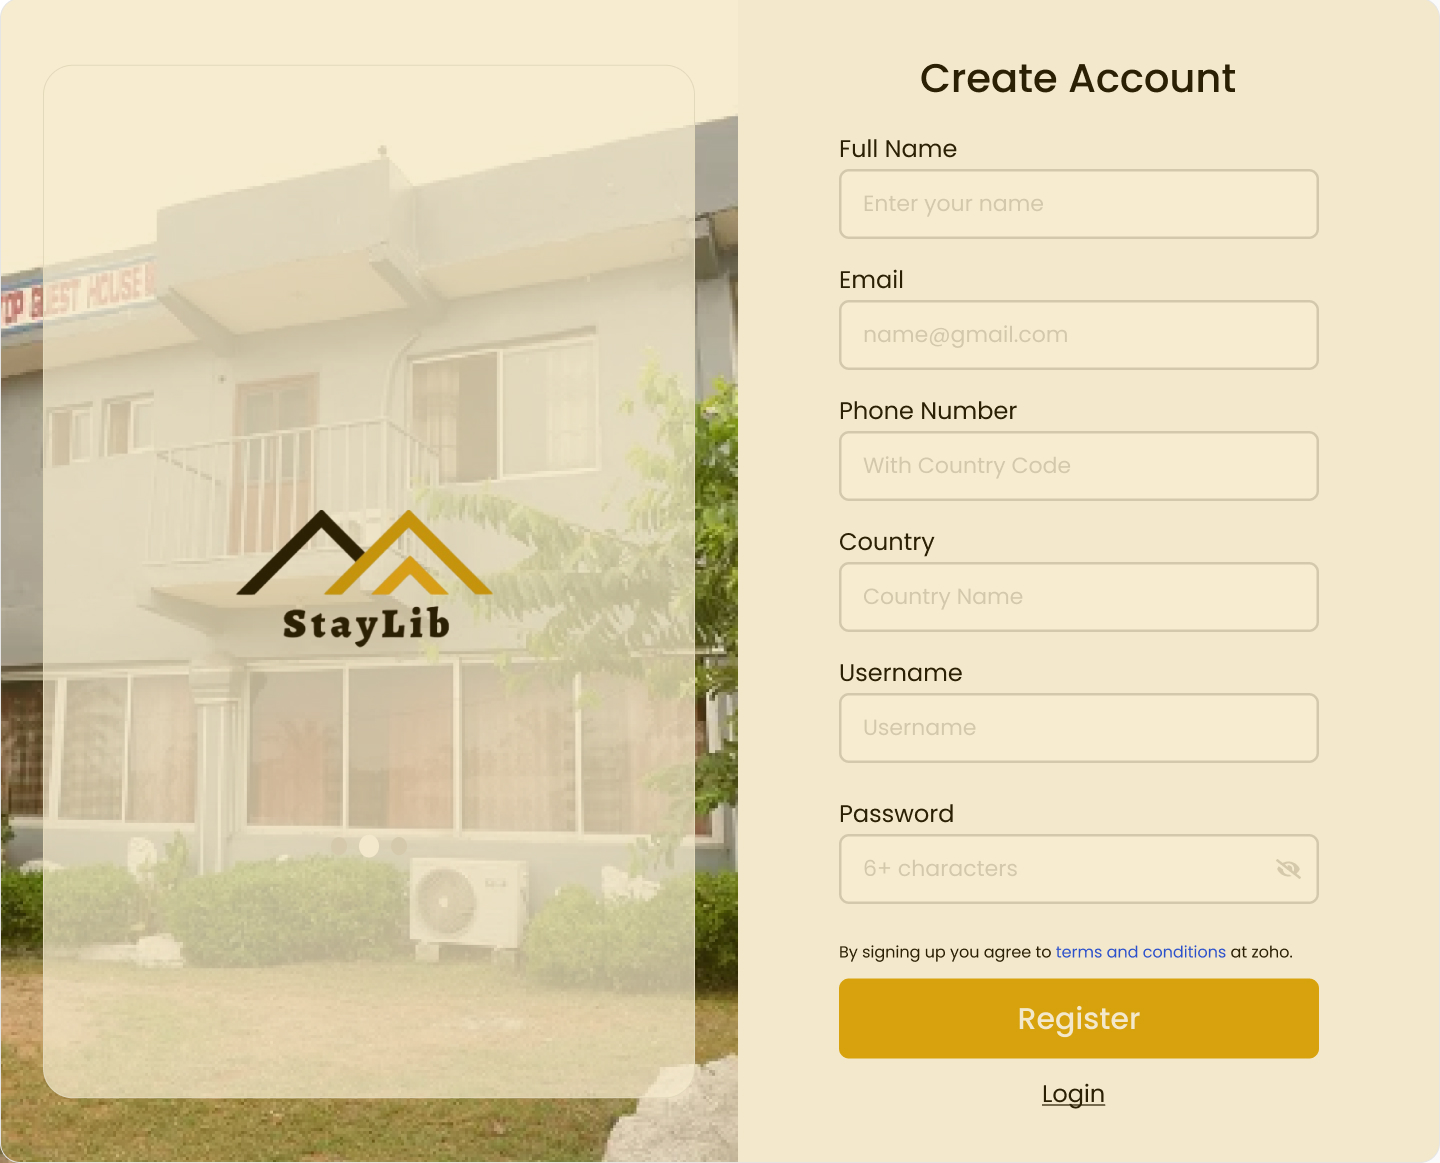 GUEST HOUSE
StayLib
Create Account
Full Name
Enter your name
Email
name@gmail.com
Phone Number
With Country Code
Country
Country Name
Username
Username
Password
6+ characters
By signing up you agree to terms and conditions at zoho.
Register
Login